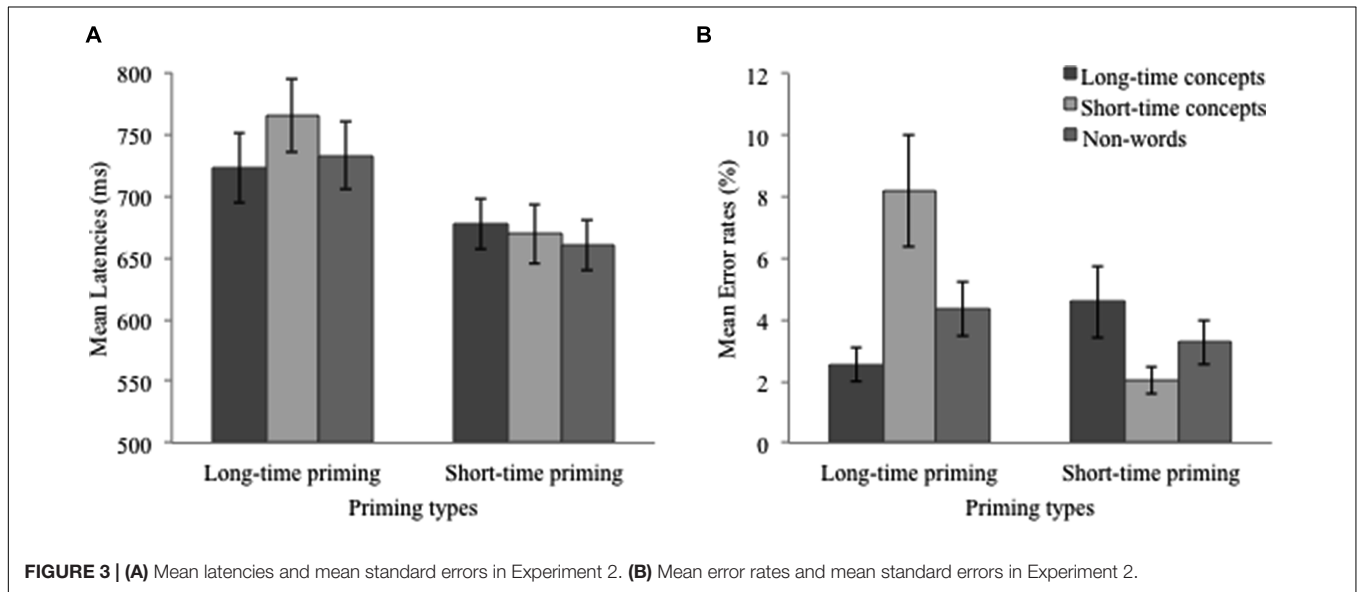 A
800
750
700
650
600
550
500
Mean Latencies (ms)
Long-time priming
Short-time priming
Priming types
B
12
10
8
6
4
2
0
Mean Error rates (%)
Long-time concepts
Short-time concepts
Non-words
Long-time priming
Short-time priming
Priming types
FIGURE 3 | (A) Mean latencies and mean standard errors in Experiment 2. (B) Mean error rates and mean standard errors in Experiment 2.